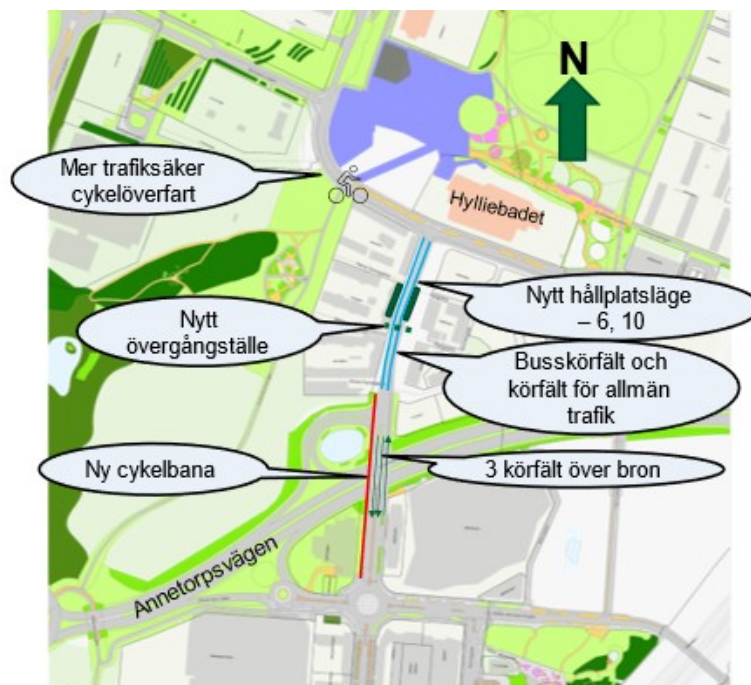 N
Mer trafiksäker
cykelöverfart
Hylliebadet
Nytt hållplatsläge
– 6, 10
Nytt
övergångställe
Busskörfält och
körfält för allmän
trafik
Ny cykelbana
3 körfält över bron
Annetorpsvägen